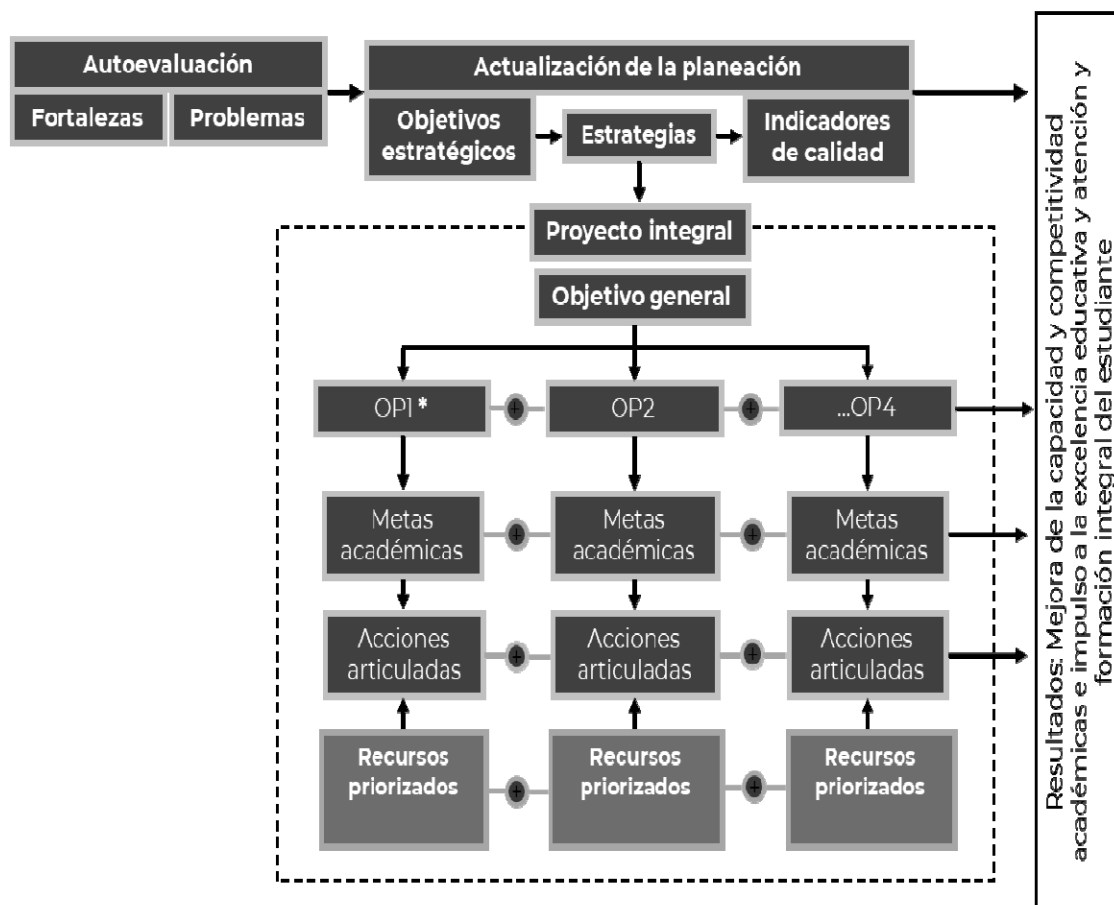 Autoevaluación
Fortalezas
Problemas
Actualización de la planeación
Objetivos
estratégicos
Estrategias
Indicadores
de calidad
Proyecto integral
Objetivo general
OP1 *
+
OP2
+
...OP4
Metas
académicas
+
Metas
académicas
+
Metas
académicas
Acciones
articuladas
+
Acciones
articuladas
+
Acciones
articuladas
Recursos
priorizados
+
Recursos
priorizados
+
Recursos
priorizados
Resultados: Mejora de la capacidad y competitividad
académicas e impulso a la excelencia educativa y atención y
formación integral del estudiante